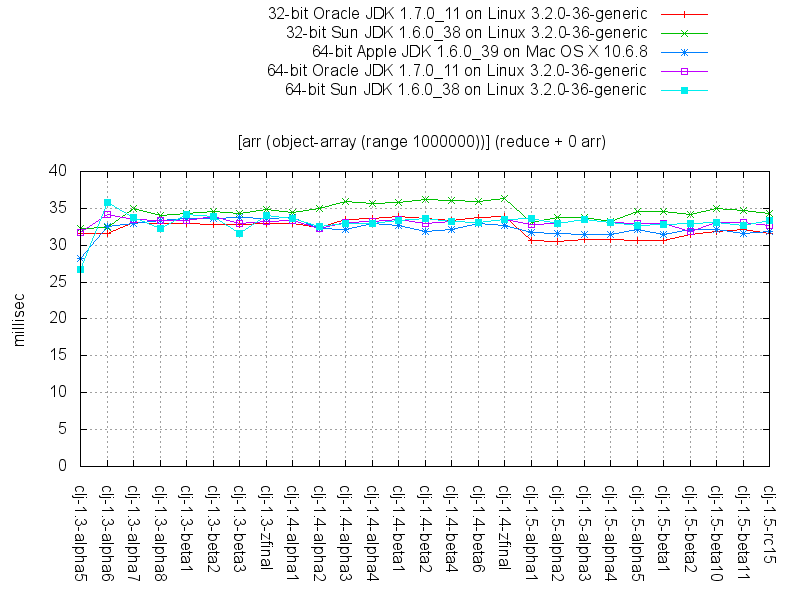 32-bit Oracle JDK 1.7.0_11 on Linux 3.2.0-36-generic
32-bit Sun JDK 1.6.0_38 on Linux 3.2.0-36-generic
64-bit Apple JDK 1.6.0_39 on Mac OS X 10.6.8
64-bit Oracle JDK 1.7.0_11 on Linux 3.2.0-36-generic
64-bit Sun JDK 1.6.0_38 on Linux 3.2.0-36-generic
[arr (object-array (range 1000000))] (reduce + 0 arr)
40
35
30
25
20
15
10
5
0
millisec
clj-1.3-alpha5
clj-1.3-alpha6
clj-1.3-alpha7
clj-1.3-alpha8
clj-1.3-beta1
clj-1.3-beta2
clj-1.3-beta3
clj-1.3-zfinal
clj-1.4-alpha1
clj-1.4-alpha2
clj-1.4-alpha3
clj-1.4-alpha4
clj-1.4-beta1
clj-1.4-beta2
clj-1.4-beta4
clj-1.4-beta6
clj-1.4-zfinal
clj-1.5-alpha1
clj-1.5-alpha2
clj-1.5-alpha3
clj-1.5-alpha4
clj-1.5-alpha5
clj-1.5-beta1
clj-1.5-beta2
clj-1.5-beta10
clj-1.5-beta11
clj-1.5-rc15